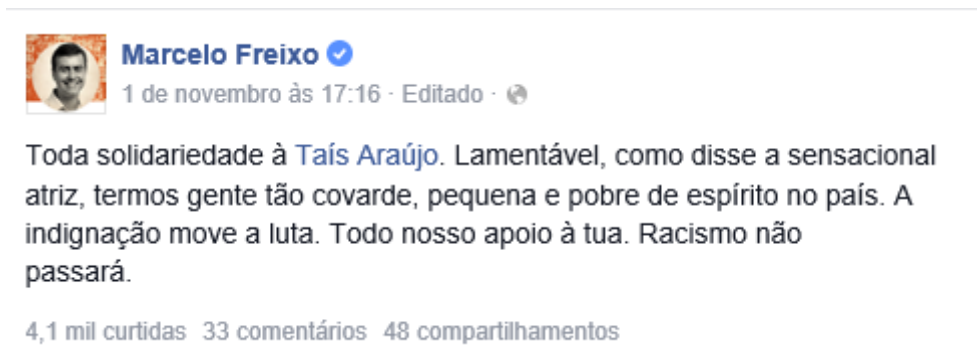 Marcelo Freixo
1 de novembro às 17:16 · Editado ·
Toda solidariedade à Taís Araújo. Lamentável, como disse a sensacional
atriz, termos gente tão covarde, pequena e pobre de espírito no país. A
indignação move a luta. Todo nosso apoio à tua. Racismo não
passará.
4,1 mil curtidas 33 comentários 48 compartilhamentos